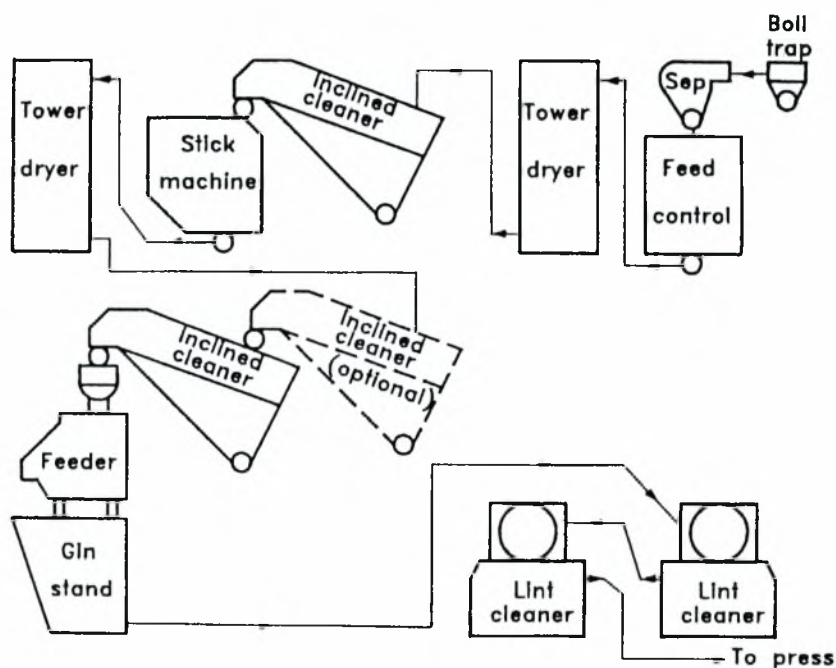 Boll
trap
Sep
Inclined
cleaner
Tower
dryer
Stick
machine
Tower
dryer
Feed
control
Inclined
cleaner
Inclined
cleaner
(optional)
Feeder
Gin
stand
Lint
cleaner
Lint
cleaner
To press